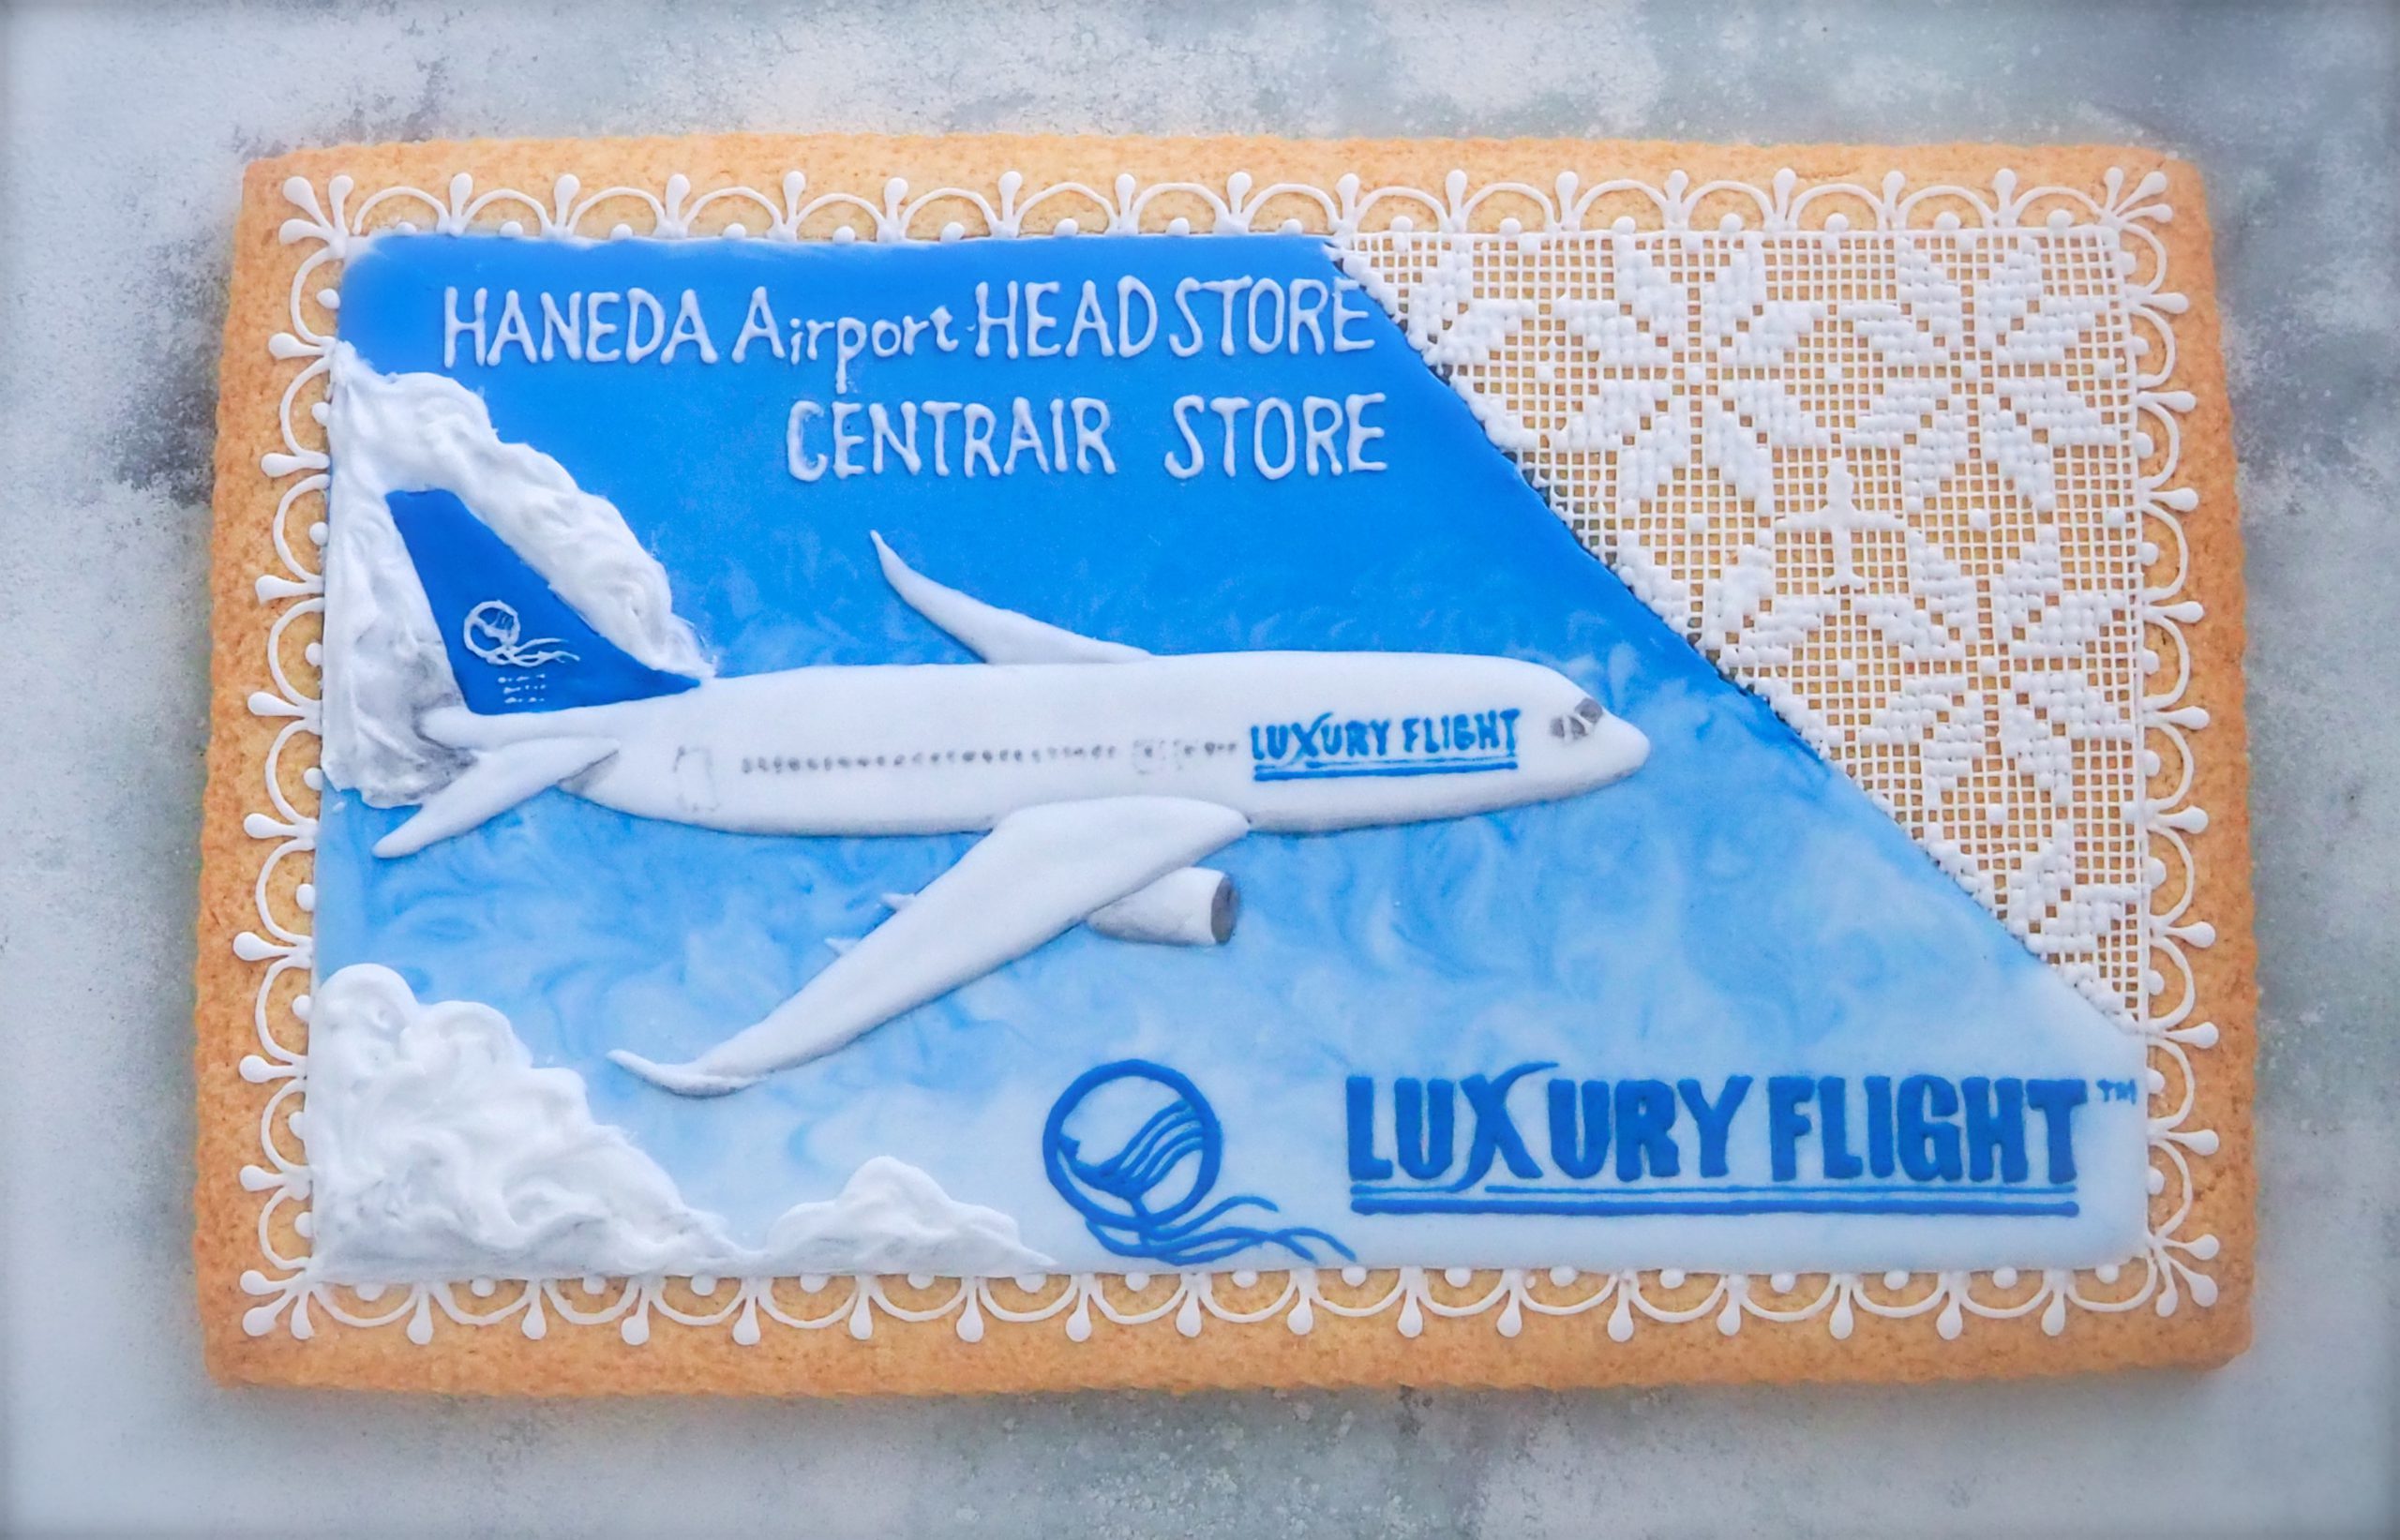 HANEDA Airport HEAD STORE
CENTRAIR STORE
LUXURY FLIGHT
LUXURY FLIGHT™